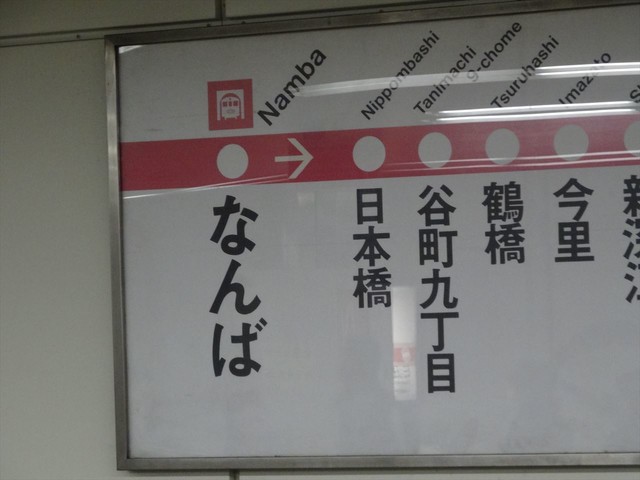 Namba
Nippombashi
Tanimachi
9-chome
Tsuruhashi
Imazato
なんば
日本橋
谷町九丁目
鶴橋
今里